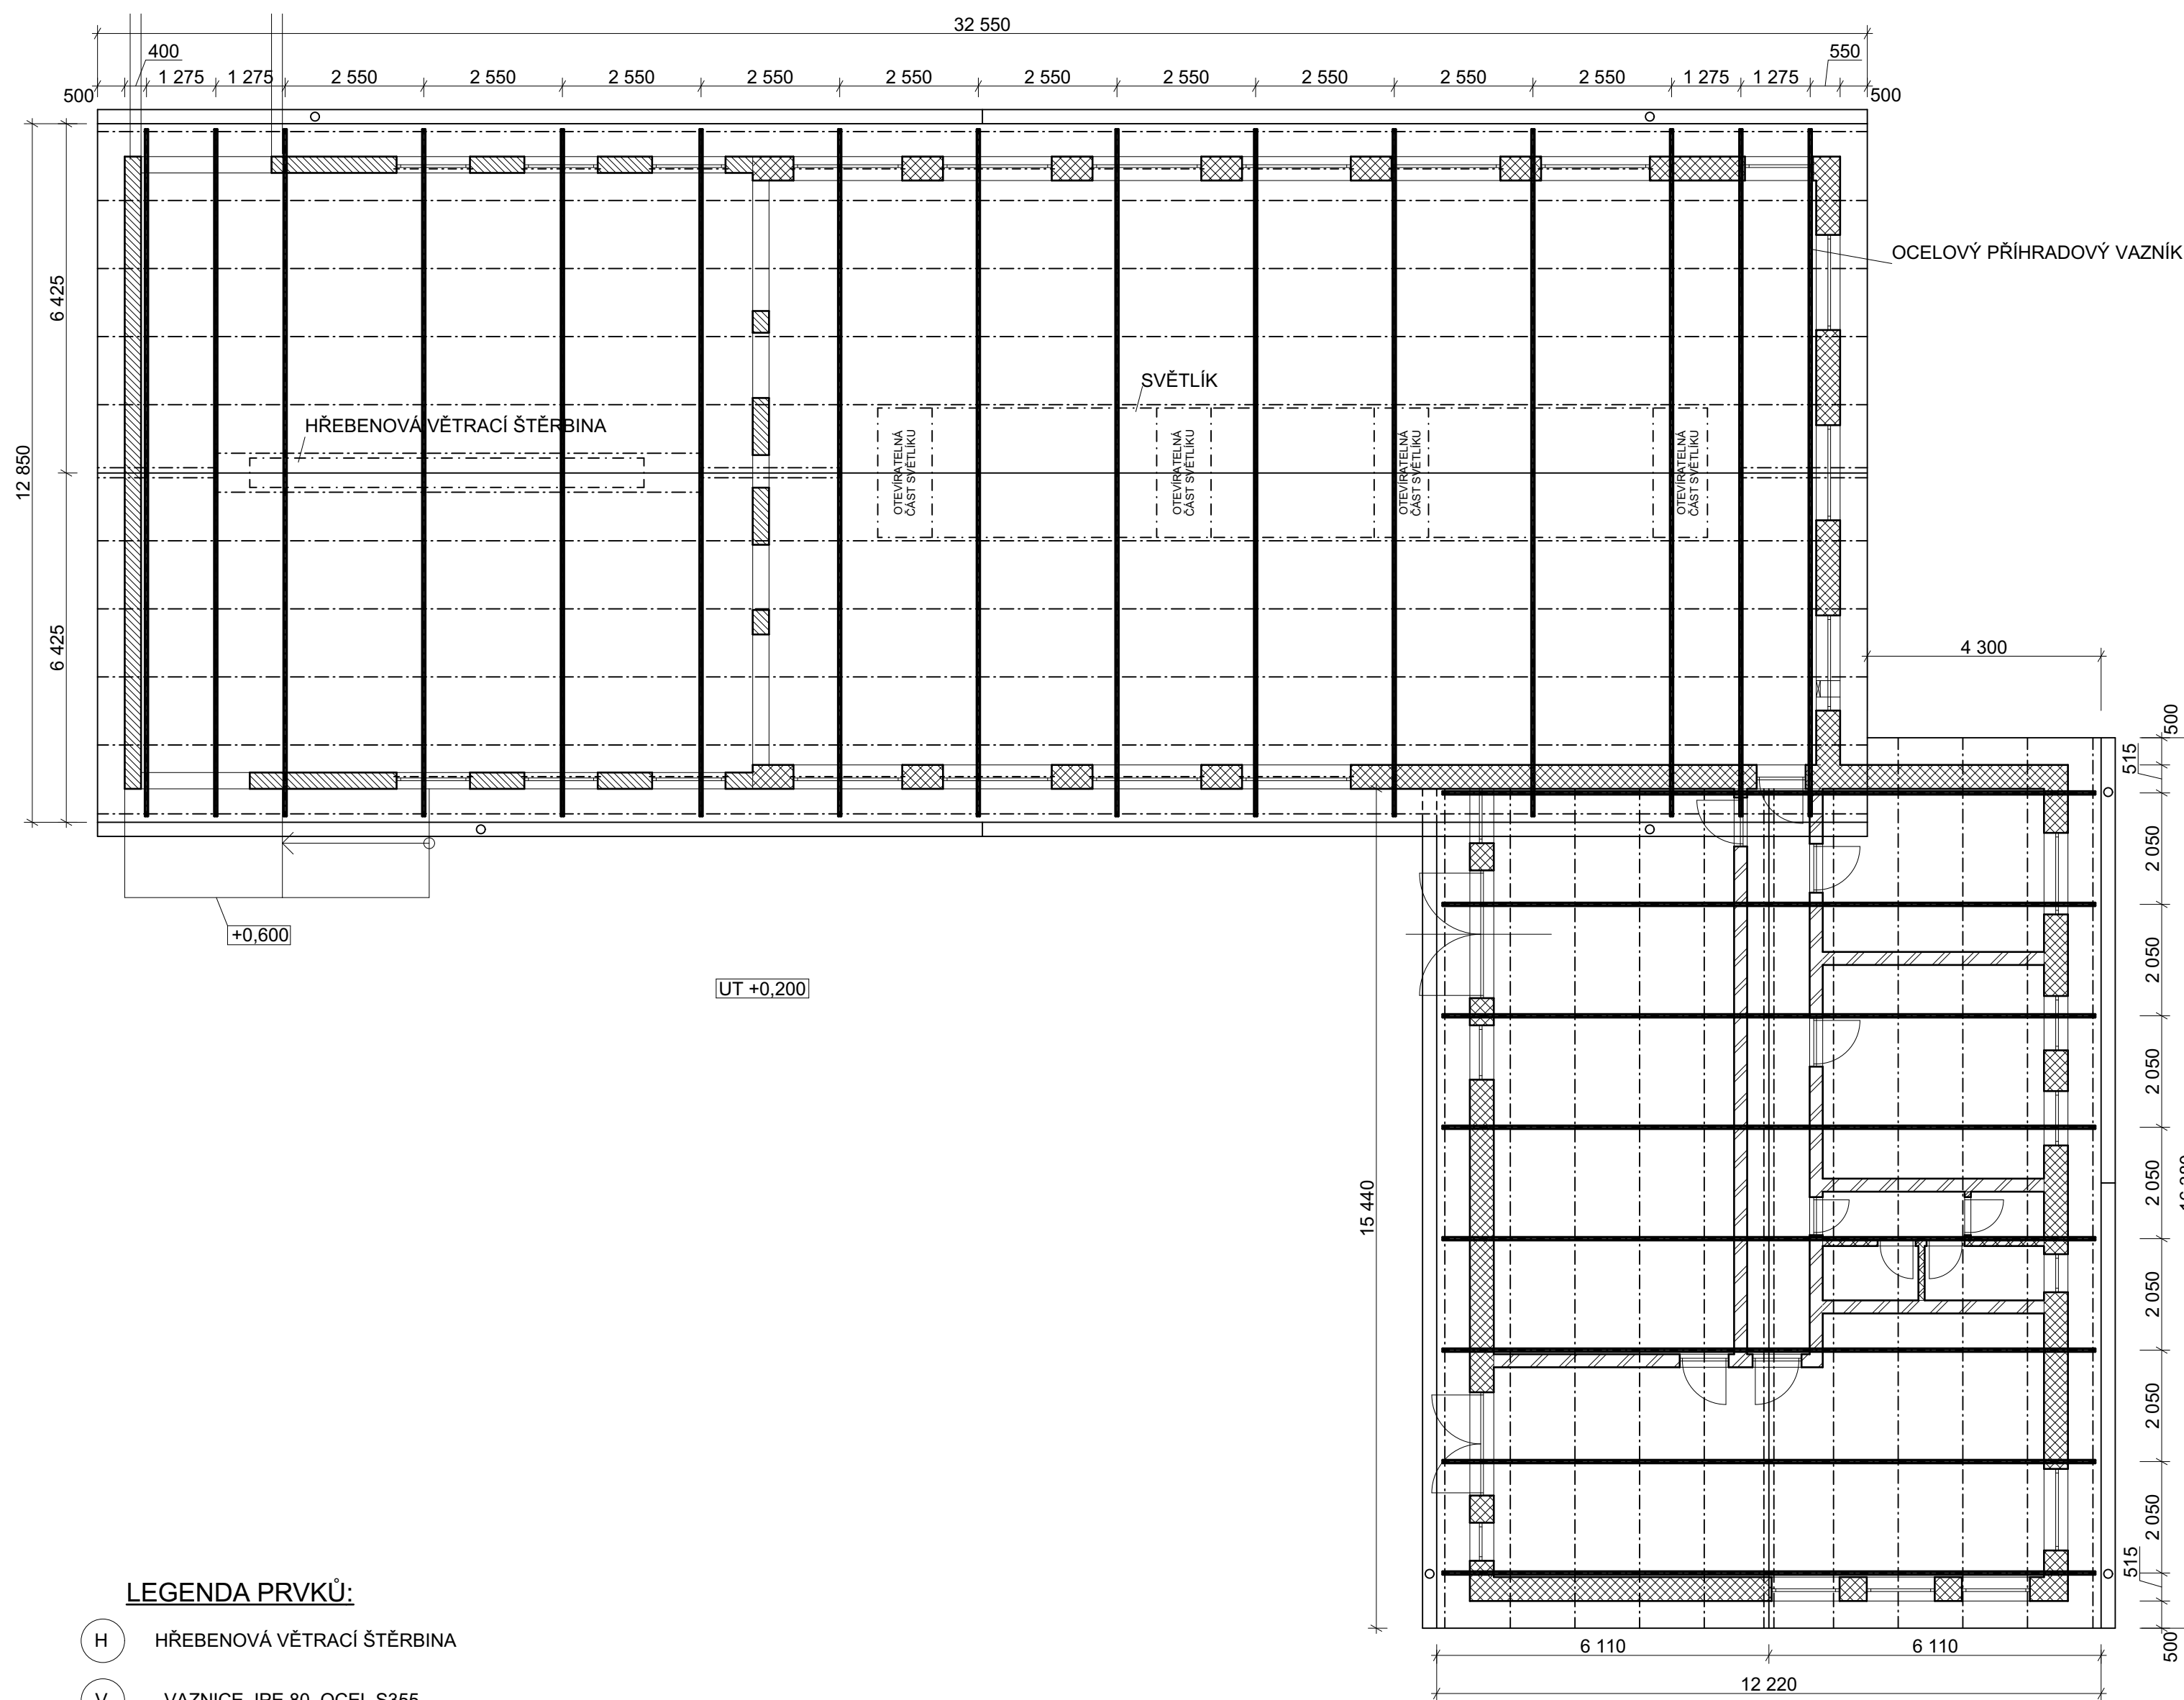 32 550
400
550
500
1 275
1 275
2 550
2 550
2 550
2 550
2 550
2 550
2 550
2 550
2 550
2 550
1 275
1 275
500
OCELOVÝ PŘÍHRADOVÝ VAZNÍK
6 425
12 850
6 425
SVĚTLÍK
HŘEBENOVÁ VĚTRACÍ ŠTĚRBINA
OTEVÍRATELNÁ
ČÁST SVĚTLÍKU
OTEVÍRATELNÁ
ČÁST SVĚTLÍKU
OTEVÍRATELNÁ
ČÁST SVĚTLÍKU
OTEVÍRATELNÁ
ČÁST SVĚTLÍKU
4 300
500
515
2 050
2 050
2 050
2 050
2 050
2 050
2 050
515
500
+0,600
UT +0,200
15 440
6 110
6 110
12 220
LEGENDA PRVKŮ:
H HŘEBENOVÁ VĚTRACÍ ŠTĚRBINA
V VAZNICE IPE 80, OCEL S355